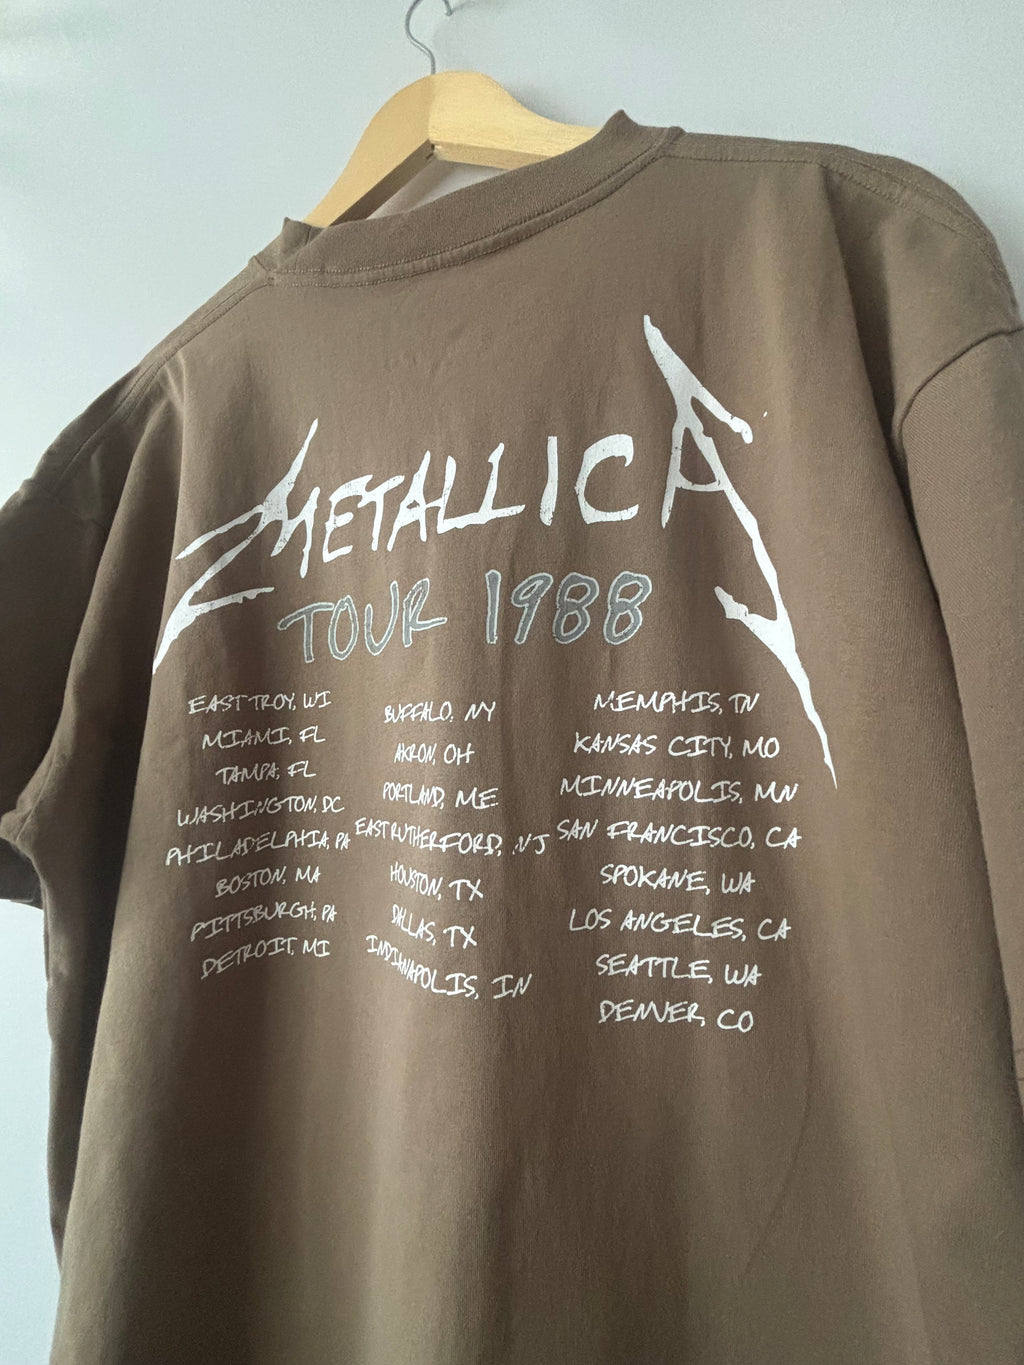 METALLICA
TOUR 1988
EAST TROY, WI
MIAMI, FL
TAMPA, FL
WASHINGTON, DC
PHILADELPHIA, PA
BOSTON, MA
PITTSBURGH, PA
DETROIT, MI
BUFFALO, NY
AKRON, OH
PORTLAND, ME
EAST RUTHERFORD, NJ
HOUSTON, TX
DALLAS, TX
INDIANAPOLIS, IN
MEMPHIS, TN
KANSAS CITY, MO
MINNEAPOLIS, MN
SAN FRANCISCO, CA
SPOKANE, WA
LOS ANGELES, CA
SEATTLE, WA
DENVER, CO